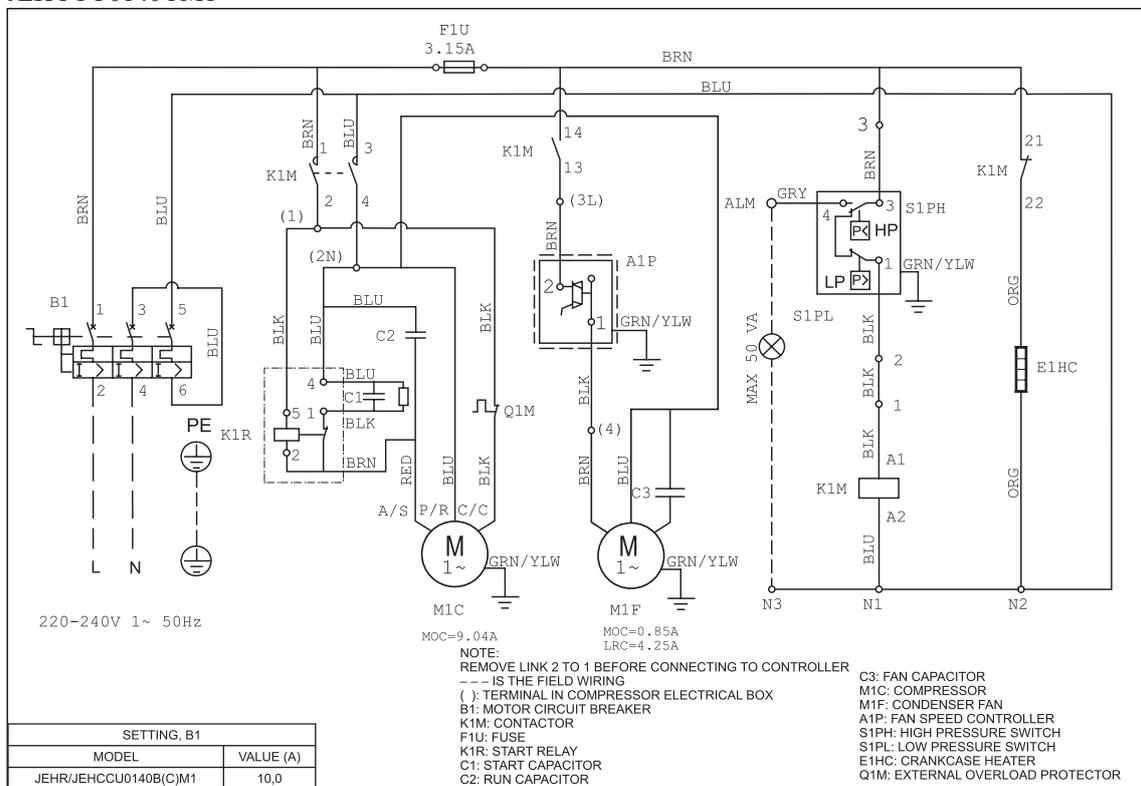 F1U
3.15A
BRN
BLU
BRN
BLU
1
3
K1M
2
4
(1)
(2N)
BRN
BLU
B1
1
3
5
BLU
2
4
6
PE
L
N
220-240V 1~ 50Hz
BLK
BLU
BLU
C2
BLK
4
BLU
C1
5
1
BLK
K1R
2
BRN
Q1M
RED
BLU
BLK
A/S
P/R
C/C
M
1~
GRN/YLW
M1C
MOC=9.04A
14
K1M
13
(3L)
BRN
A1P
2
1
GRN/YLW
BLK
(4)
BRN
BLU
C3
M
1~
GRN/YLW
M1F
MOC=0.85A
LRC=4.25A
3
BRN
ALM
GRY
4
3
S1PH
P<
HP
LP
P>
1
GRN/YLW
S1PL
MAX 50 VA
BLK
2
BLK
1
BLK
A1
K1M
A2
BLU
21
K1M
22
ORG
E1HC
ORG
N3
N1
N2
NOTE:
REMOVE LINK 2 TO 1 BEFORE CONNECTING TO CONTROLLER
--- IS THE FIELD WIRING
( ): TERMINAL IN COMPRESSOR ELECTRICAL BOX
B1: MOTOR CIRCUIT BREAKER
K1M: CONTACTOR
F1U: FUSE
K1R: START RELAY
C1: START CAPACITOR
C2: RUN CAPACITOR
C3: FAN CAPACITOR
M1C: COMPRESSOR
M1F: CONDENSER FAN
A1P: FAN SPEED CONTROLLER
S1PH: HIGH PRESSURE SWITCH
S1PL: LOW PRESSURE SWITCH
E1HC: CRANKCASE HEATER
Q1M: EXTERNAL OVERLOAD PROTECTOR
SETTING, B1
MODEL VALUE (A)
JEHR/JEHCCU0140B(C)M1 10,0